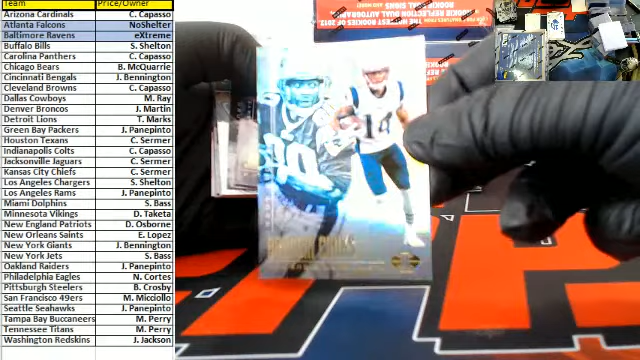 Team Price/Owner
Arizona Cardinals C. Capasso
Atlanta Falcons NoShelter
Baltimore Ravens eXtreme
Buffalo Bills S. Shelton
Carolina Panthers C. Capasso
Chicago Bears B. McQuarrie
Cincinnati Bengals J. Bennington
Cleveland Browns C. Capasso
Dallas Cowboys M. Ray
Denver Broncos J. Martin
Detroit Lions T. Marks
Green Bay Packers J. Panepinto
Houston Texans C. Sermer
Indianapolis Colts C. Capasso
Jacksonville Jaguars C. Sermer
Kansas City Chiefs C. Sermer
Los Angeles Chargers S. Shelton
Los Angeles Rams J. Panepinto
Miami Dolphins S. Bass
Minnesota Vikings D. Taketa
New England Patriots D. Osborne
New Orleans Saints E. Lopez
New York Giants J. Bennington
New York Jets S. Bass
Oakland Raiders J. Panepinto
Philadelphia Eagles N. Cortes
Pittsburg Steelers B. Crosby
San Francisco 49ers M. Micciollo
Seattle Seahawks J. Panepinto
Tampa Bay Buccaneers M. Perry
Tennessee Titans M. Perry
Washington Redskins J. Jackson
14